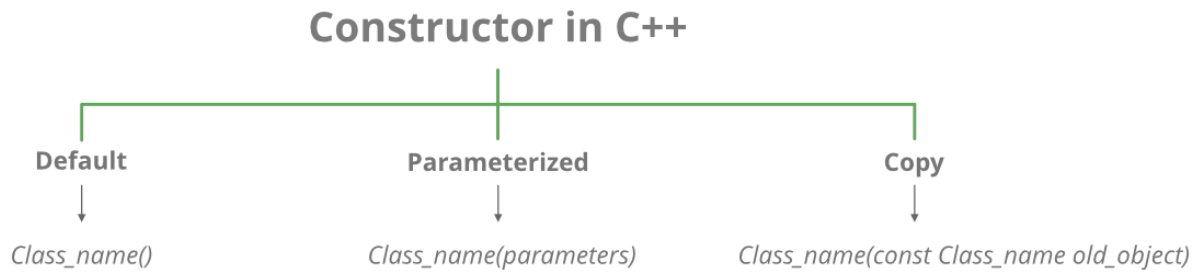 Constructor in C++
Default
Parameterized
Copy
Class_name()
Class_name(parameters)
Class_name(const Class_name old_object)